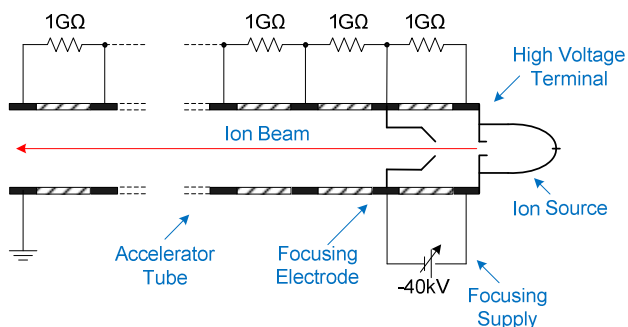 1GΩ
1GΩ
1GΩ
1GΩ
High Voltage
Terminal
Ion Beam
Ion Source
Accelerator
Tube
Focusing
Electrode
-40kV
Focusing
Supply